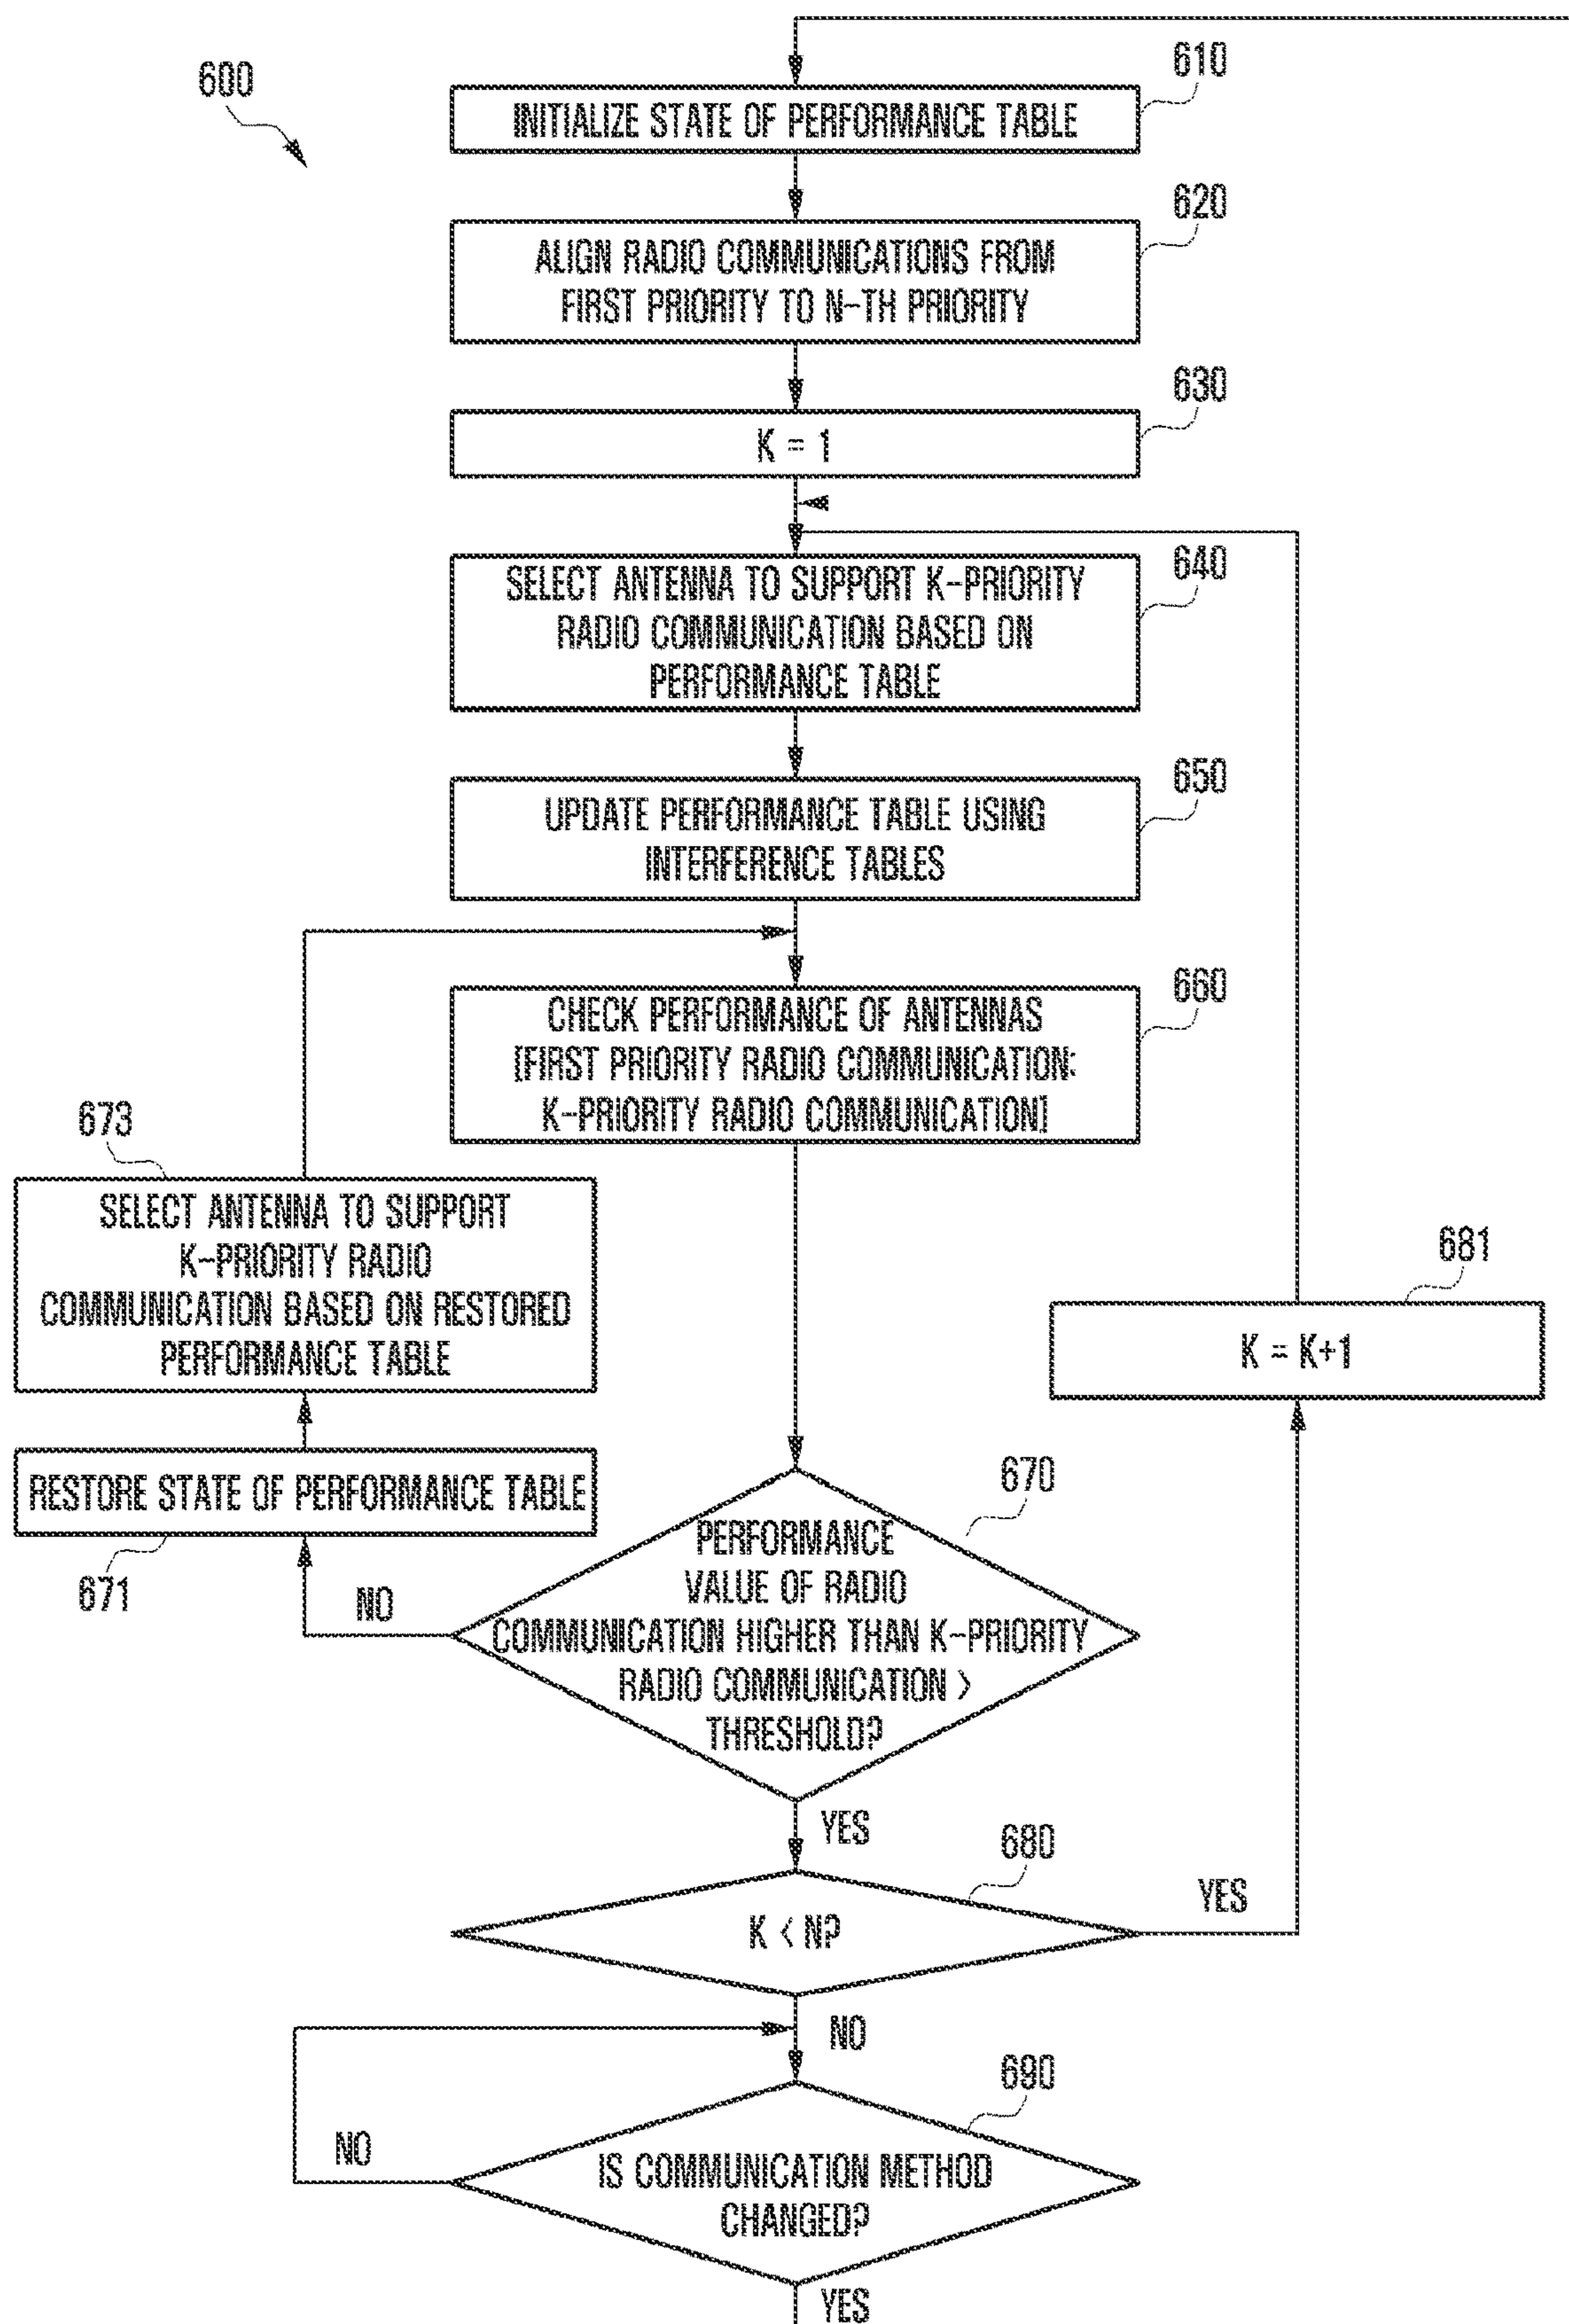 600
610
INITIALIZE STATE OF PERFORMANCE TABLE
620
ALIGN RADIO COMMUNICATIONS FROM
FIRST PRIORITY TO N-TH PRIORITY
630
K = 1
640
SELECT ANTENNA TO SUPPORT K-PRIORITY
RADIO COMMUNICATION BASED ON
PERFORMANCE TABLE
650
UPDATE PERFORMANCE TABLE USING
INTERFERENCE TABLES
660
CHECK PERFORMANCE OF ANTENNAS
[FIRST PRIORITY RADIO COMMUNICATION:
K-PRIORITY RADIO COMMUNICATION]
673
SELECT ANTENNA TO SUPPORT
K-PRIORITY RADIO
COMMUNICATION BASED ON RESTORED
PERFORMANCE TABLE
681
K = K+1
RESTORE STATE OF PERFORMANCE TABLE
671
670
PERFORMANCE
VALUE OF RADIO
COMMUNICATION HIGHER THAN K-PRIORITY
RADIO COMMUNICATION >
THRESHOLD?
NO
YES
680
K < N?
YES
NO
690
IS COMMUNICATION METHOD
CHANGED?
NO
YES